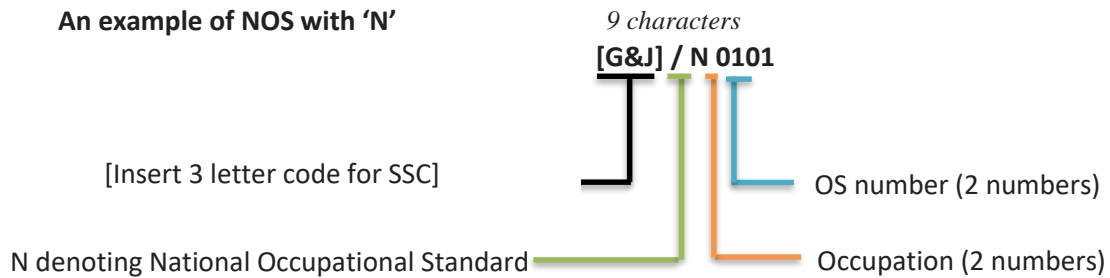 An example of NOS with ‘N’
9 characters
[G&J] / N 0101
[Insert 3 letter code for SSC]
OS number (2 numbers)
N denoting National Occupational Standard
Occupation (2 numbers)